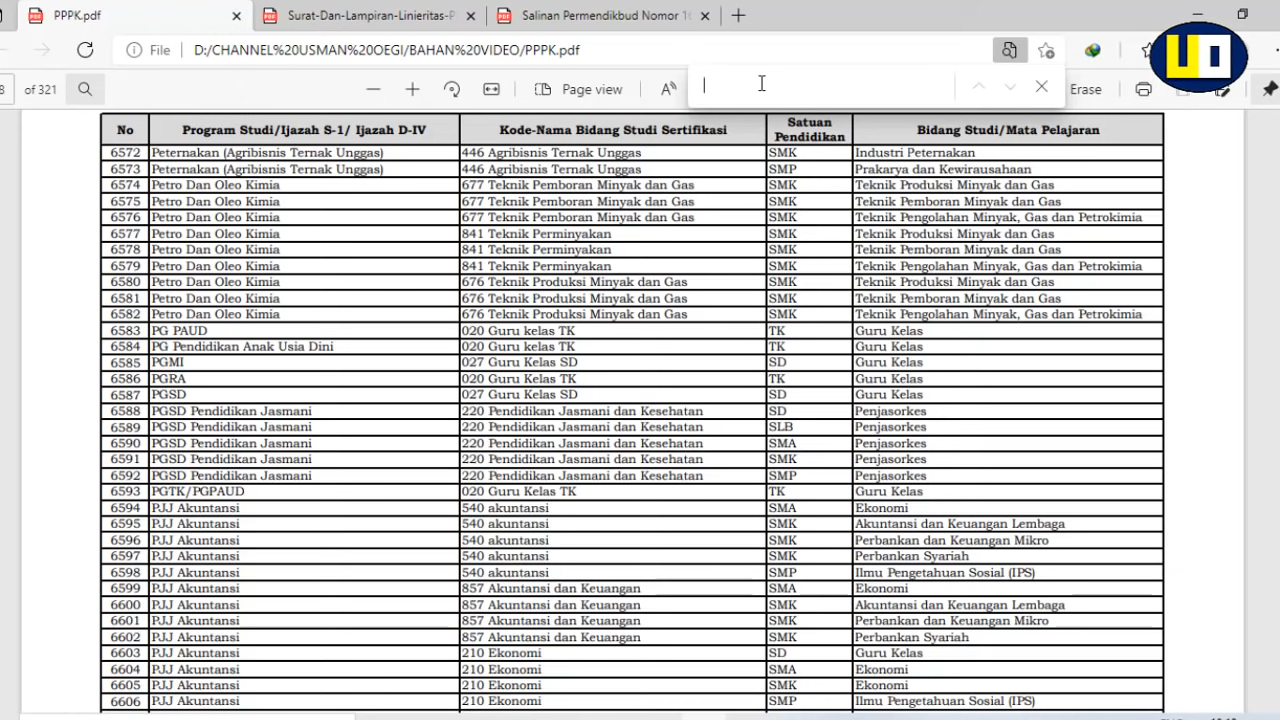 PPPK.pdf
Surat-Dan-Lampiran-Linieritas-P
Salinan Permendikbud Nomor 1
File D:/CHANNEL%20USMAN%20OEGI/BAHAN%20VIDEO/PPPK.pdf
UO
8 of 321 Page view Erase
No Program Studi/Ijazah S-1/ Ijazah D-IV Kode-Nama Bidang Studi Sertifikasi Satuan Pendidikan Bidang Studi/Mata Pelajaran
6572 Peternakan (Agribisnis Ternak Unggas) 446 Agribisnis Ternak Unggas SMK Industri Peternakan
6573 Peternakan (Agribisnis Ternak Unggas) 446 Agribisnis Ternak Unggas SMP Prakarya dan Kewirausahaan
6574 Petro Dan Oleo Kimia 677 Teknik Pemboran Minyak dan Gas SMK Teknik Produksi Minyak dan Gas
6575 Petro Dan Oleo Kimia 677 Teknik Pemboran Minyak dan Gas SMK Teknik Pemboran Minyak dan Gas
6576 Petro Dan Oleo Kimia 677 Teknik Pemboran Minyak dan Gas SMK Teknik Pengolahan Minyak, Gas dan Petrokimia
6577 Petro Dan Oleo Kimia 841 Teknik Perminyakan SMK Teknik Produksi Minyak dan Gas
6578 Petro Dan Oleo Kimia 841 Teknik Perminyakan SMK Teknik Pemboran Minyak dan Gas
6579 Petro Dan Oleo Kimia 841 Teknik Perminyakan SMK Teknik Pengolahan Minyak, Gas dan Petrokimia
6580 Petro Dan Oleo Kimia 676 Teknik Produksi Minyak dan Gas SMK Teknik Produksi Minyak dan Gas
6581 Petro Dan Oleo Kimia 676 Teknik Produksi Minyak dan Gas SMK Teknik Pemboran Minyak dan Gas
6582 Petro Dan Oleo Kimia 676 Teknik Produksi Minyak dan Gas SMK Teknik Pengolahan Minyak, Gas dan Petrokimia
6583 PG PAUD 020 Guru kelas TK TK Guru Kelas
6584 PG Pendidikan Anak Usia Dini 020 Guru kelas TK TK Guru Kelas
6585 PGMI 027 Guru Kelas SD SD Guru Kelas
6586 PGRA 020 Guru Kelas TK TK Guru Kelas
6587 PGSD 027 Guru Kelas SD SD Guru Kelas
6588 PGSD Pendidikan Jasmani 220 Pendidikan Jasmani dan Kesehatan SD Penjasorkes
6589 PGSD Pendidikan Jasmani 220 Pendidikan Jasmani dan Kesehatan SLB Penjasorkes
6590 PGSD Pendidikan Jasmani 220 Pendidikan Jasmani dan Kesehatan SMA Penjasorkes
6591 PGSD Pendidikan Jasmani 220 Pendidikan Jasmani dan Kesehatan SMK Penjasorkes
6592 PGSD Pendidikan Jasmani 220 Pendidikan Jasmani dan Kesehatan SMP Penjasorkes
6593 PGTK/PGPAUD 020 Guru Kelas TK TK Guru Kelas
6594 PJJ Akuntansi 540 akuntansi SMA Ekonomi
6595 PJJ Akuntansi 540 akuntansi SMK Akuntansi dan Keuangan Lembaga
6596 PJJ Akuntansi 540 akuntansi SMK Perbankan dan Keuangan Mikro
6597 PJJ Akuntansi 540 akuntansi SMK Perbankan Syariah
6598 PJJ Akuntansi 540 akuntansi SMP Ilmu Pengetahuan Sosial (IPS)
6599 PJJ Akuntansi 857 Akuntansi dan Keuangan SMA Ekonomi
6600 PJJ Akuntansi 857 Akuntansi dan Keuangan SMK Akuntansi dan Keuangan Lembaga
6601 PJJ Akuntansi 857 Akuntansi dan Keuangan SMK Perbankan dan Keuangan Mikro
6602 PJJ Akuntansi 857 Akuntansi dan Keuangan SMK Perbankan Syariah
6603 PJJ Akuntansi 210 Ekonomi SD Guru Kelas
6604 PJJ Akuntansi 210 Ekonomi SMA Ekonomi
6605 PJJ Akuntansi 210 Ekonomi SMK Ekonomi
6606 PJJ Akuntansi 210 Ekonomi SMP Ilmu Pengetahuan Sosial (IPS)